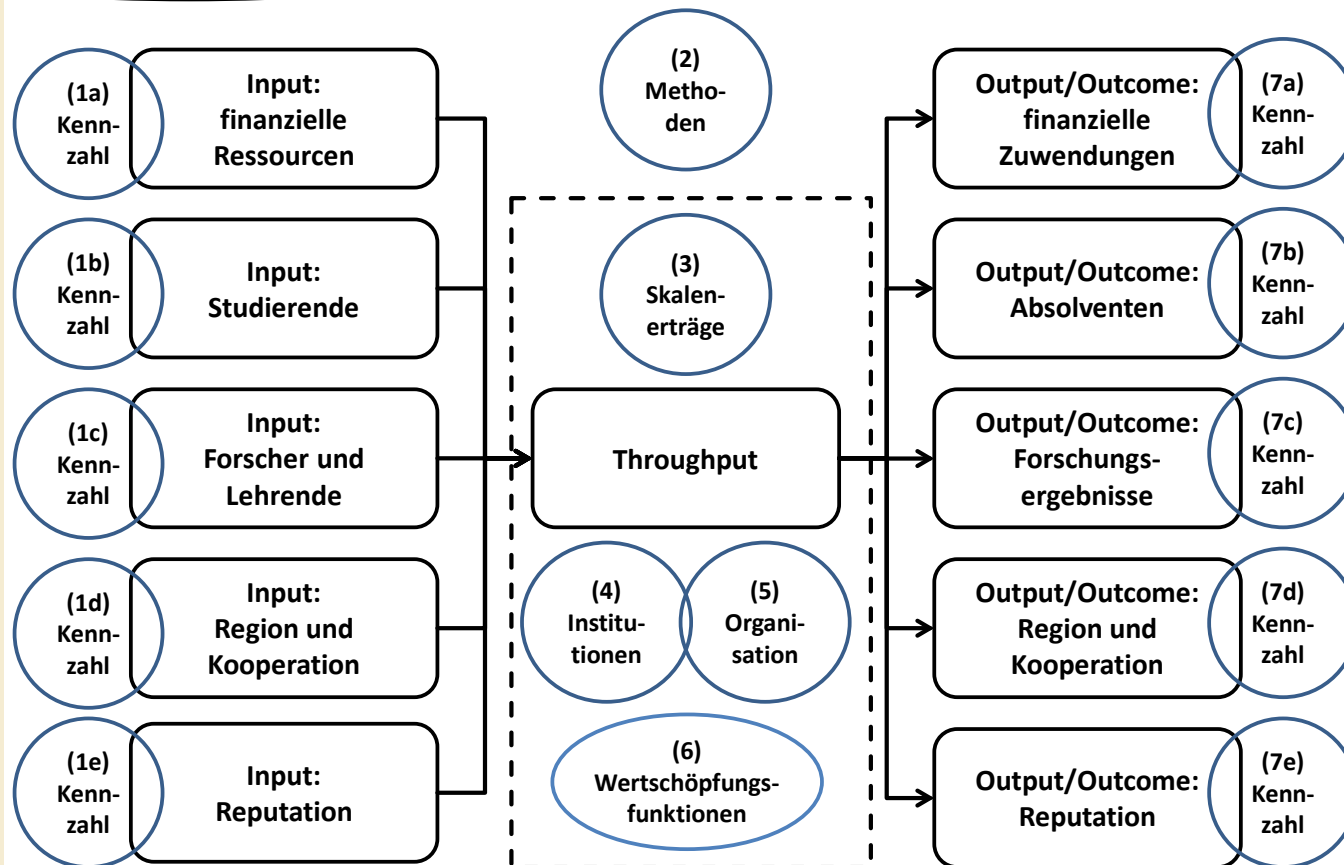 (1a)
Kenn-
zahl
Input:
finanzielle
Ressourcen
(1b)
Kenn-
zahl
Input:
Studierende
(1c)
Kenn-
zahl
Input:
Forscher und
Lehrende
(1d)
Kenn-
zahl
Input:
Region und
Kooperation
(1e)
Kenn-
zahl
Input:
Reputation
(2)
Metho-
den
(3)
Skalen-
erträge
Throughput
(4)
Institu-
tionen
(5)
Organi-
sation
(6)
Wertschöpfungs-
funktionen
Output/Outcome:
finanzielle
Zuwendungen
(7a)
Kenn-
zahl
Output/Outcome:
Absolventen
(7b)
Kenn-
zahl
Output/Outcome:
Forschungs-
ergebnisse
(7c)
Kenn-
zahl
Output/Outcome:
Region und
Kooperation
(7d)
Kenn-
zahl
Output/Outcome:
Reputation
(7e)
Kenn-
zahl